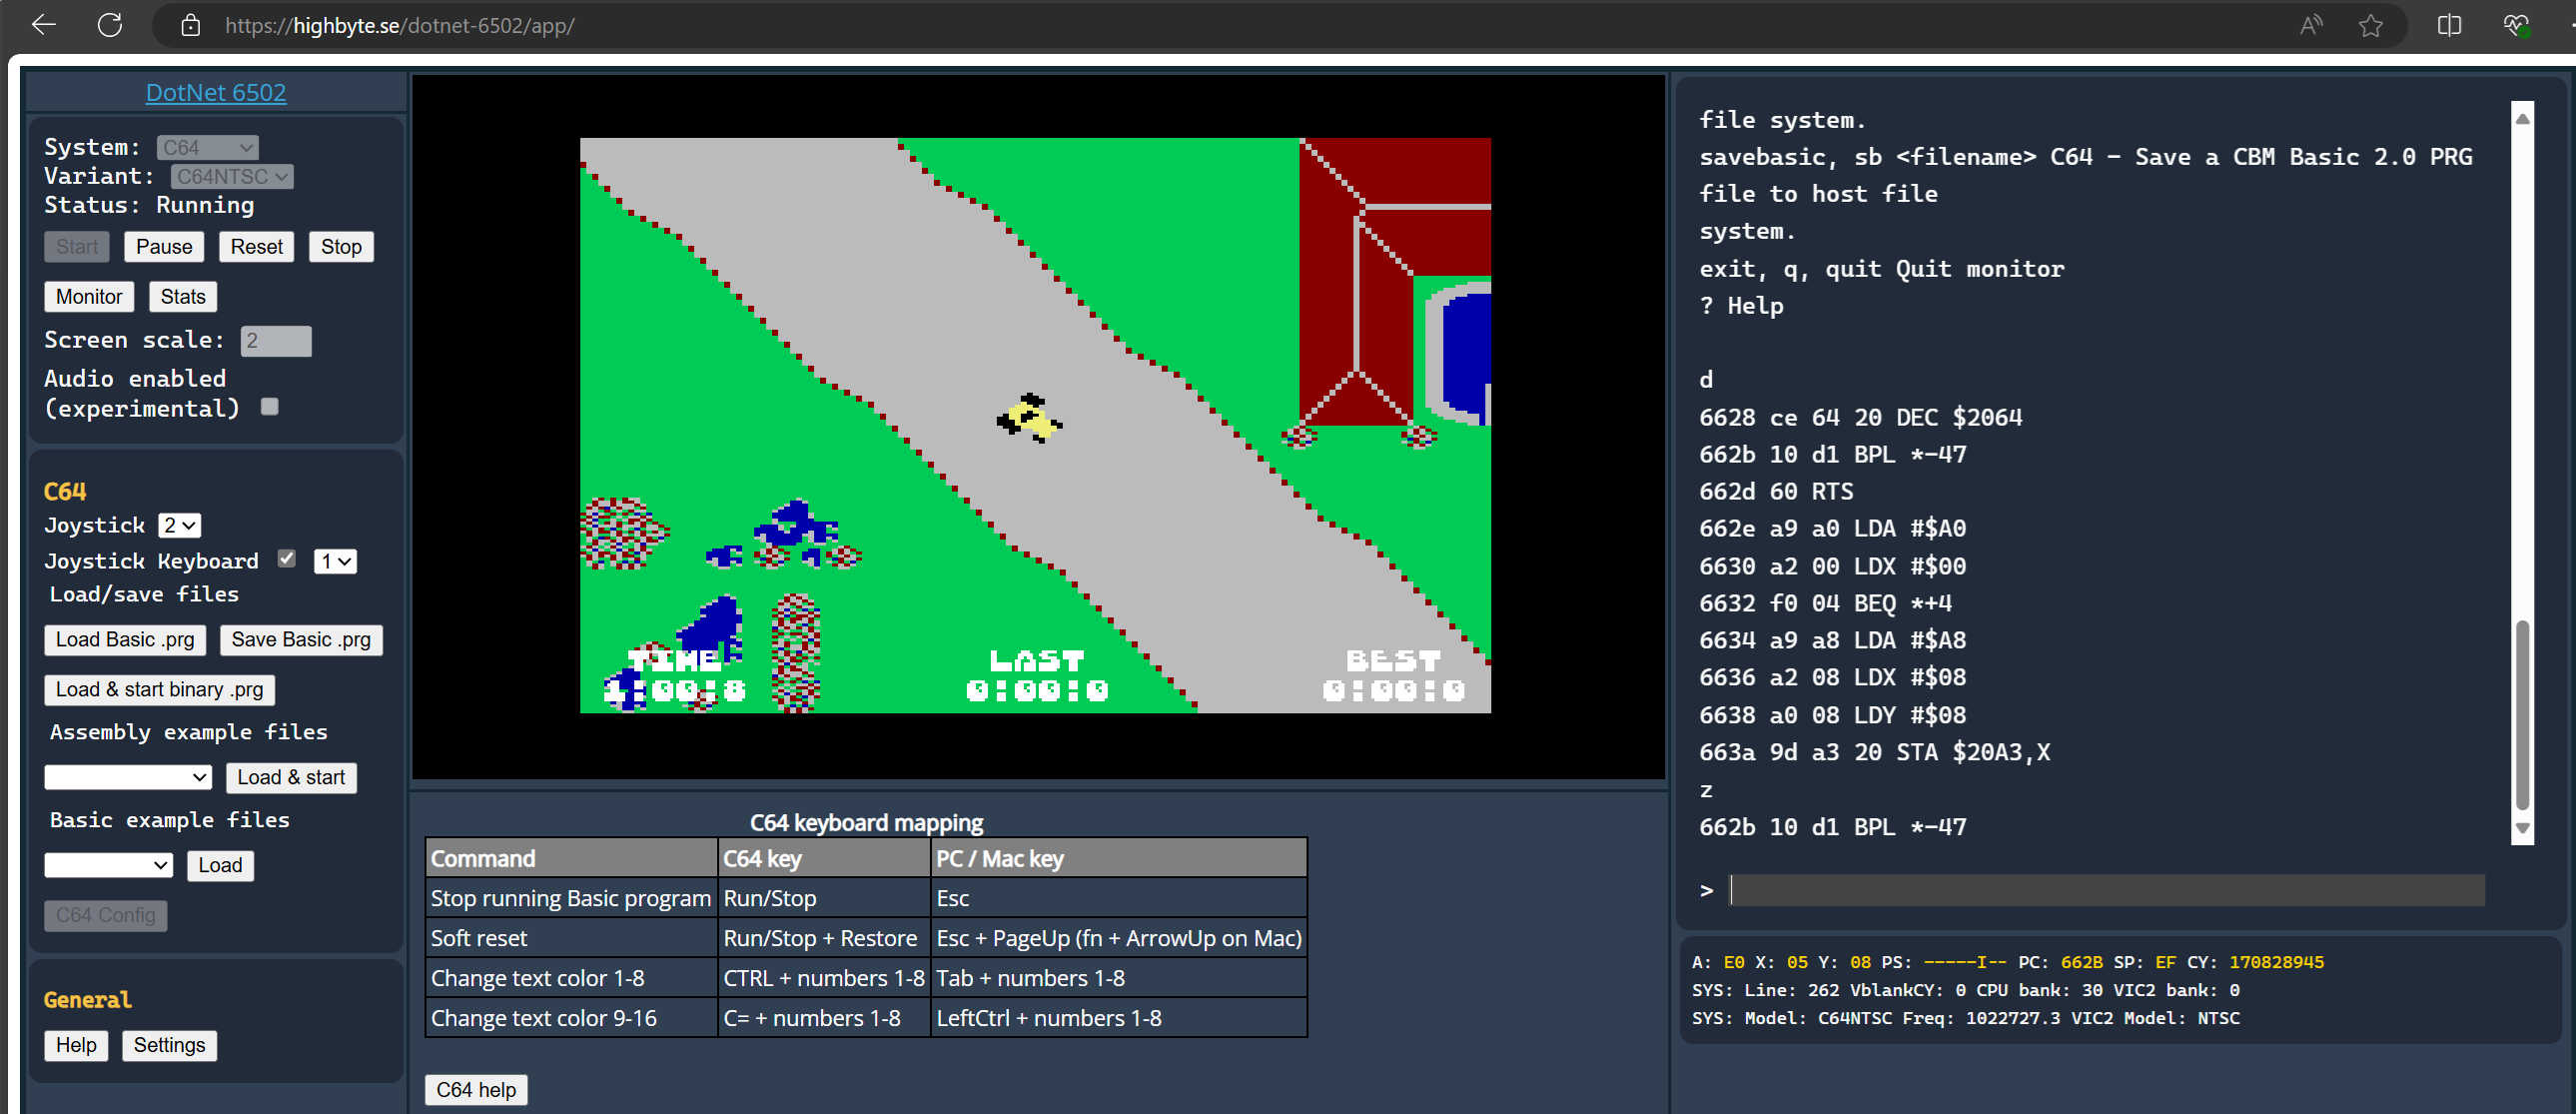 https://highbyte.se/dotnet-6502/app/
DotNet 6502
System: C64
Variant: C64NTSC
Status: Running
Start Pause Reset Stop
Monitor Stats
Screen scale: 2
Audio enabled
(experimental)
C64
Joystick 2
Joystick Keyboard 1
Load/save files
Load Basic .prg Save Basic .prg
Load & start binary .prg
Assembly example files
Load & start
Basic example files
Load
C64 Config
General
Help Settings
TIME LAST BEST
1:00:8 0:00:0 0:00:0
C64 keyboard mapping
Command C64 key PC / Mac key
Stop running Basic program Run/Stop Esc
Soft reset Run/Stop + Restore Esc + PageUp (fn + ArrowUp on Mac)
Change text color 1-8 CTRL + numbers 1-8 Tab + numbers 1-8
Change text color 9-16 C= + numbers 1-8 LeftCtrl + numbers 1-8
C64 help
file system.
savebasic, sb <filename> C64 - Save a CBM Basic 2.0 PRG
file to host file
system.
exit, q, quit Quit monitor
? Help
d
6628 ce 64 20 DEC $2064
662b 10 d1 BPL *-47
662d 60 RTS
662e a9 a0 LDA #$A0
6630 a2 00 LDX #$00
6632 f0 04 BEQ *+4
6634 a9 a8 LDA #$A8
6636 a2 08 LDX #$08
6638 a0 08 LDY #$08
663a 9d a3 20 STA $20A3,X
z
662b 10 d1 BPL *-47
>
A: E0 X: 05 Y: 08 PS: -----I-- PC: 662B SP: EF CY: 170828945
SYS: Line: 262 VblankCY: 0 CPU bank: 30 VIC2 bank: 0
SYS: Model: C64NTSC Freq: 1022727.3 VIC2 Model: NTSC